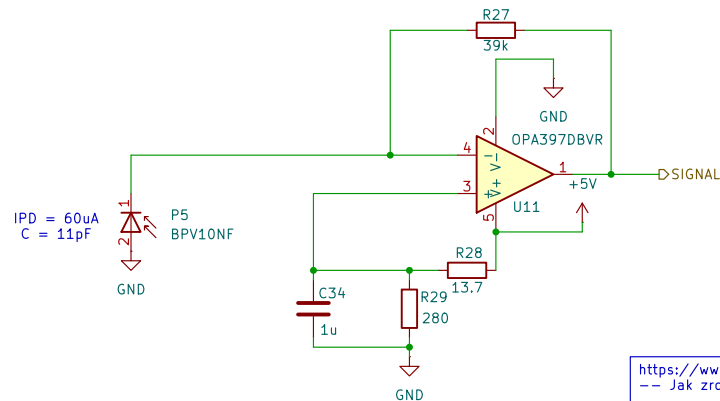 R27
39k
GND
OPA397DBVR
2
V-
4
-
1
SIGNAL
3
+
V+
+5V
5
U11
1
IPD = 60uA
C = 11pF
P5
BPV10NF
2
GND
R28
13.7
C34
1u
R29
280
GND
https://ww
-- Jak zro